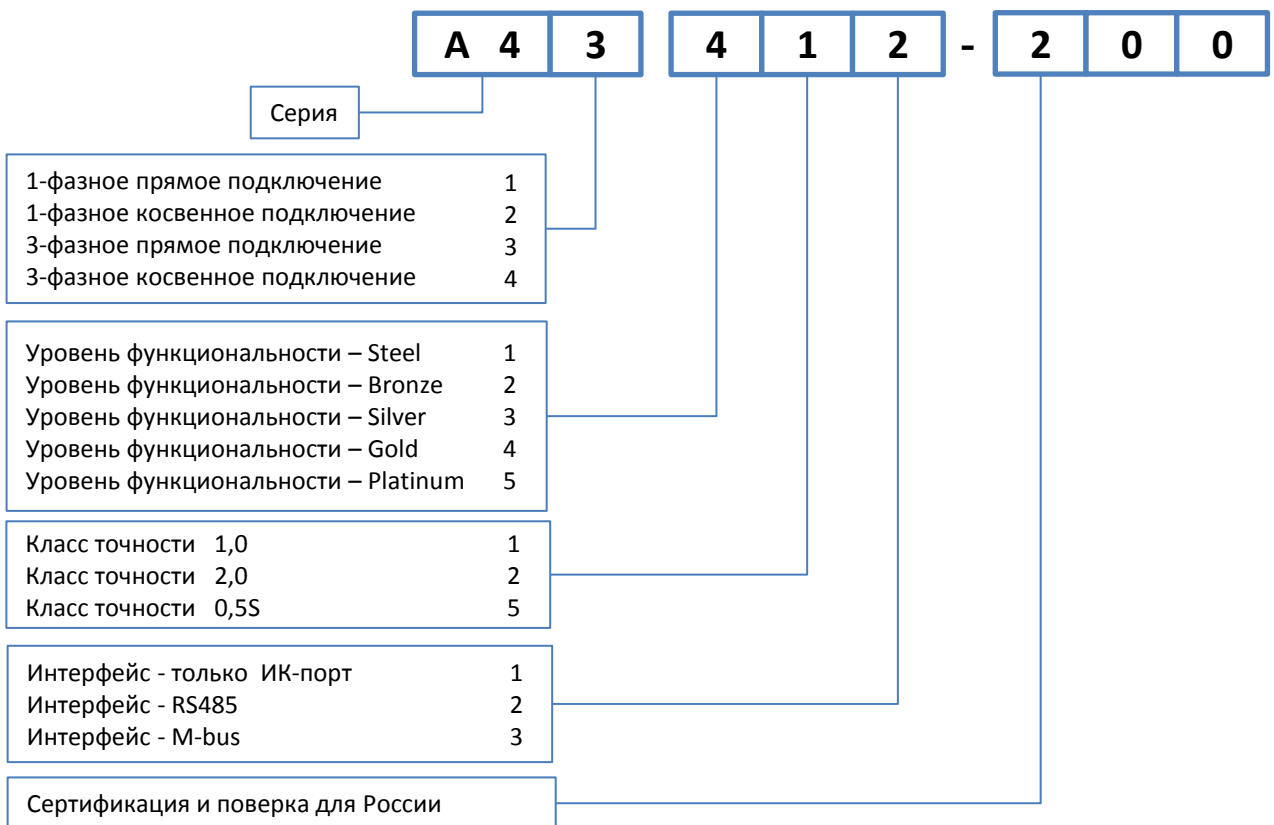 А 4 3 4 1 2 - 2 0 0
Серия
1-фазное прямое подключение 1
1-фазное косвенное подключение 2
3-фазное прямое подключение 3
3-фазное косвенное подключение 4
Уровень функциональности – Steel 1
Уровень функциональности – Bronze 2
Уровень функциональности – Silver 3
Уровень функциональности – Gold 4
Уровень функциональности – Platinum 5
Класс точности 1,0 1
Класс точности 2,0 2
Класс точности 0,5S 5
Интерфейс - только ИК-порт 1
Интерфейс - RS485 2
Интерфейс - M-bus 3
Сертификация и поверка для России